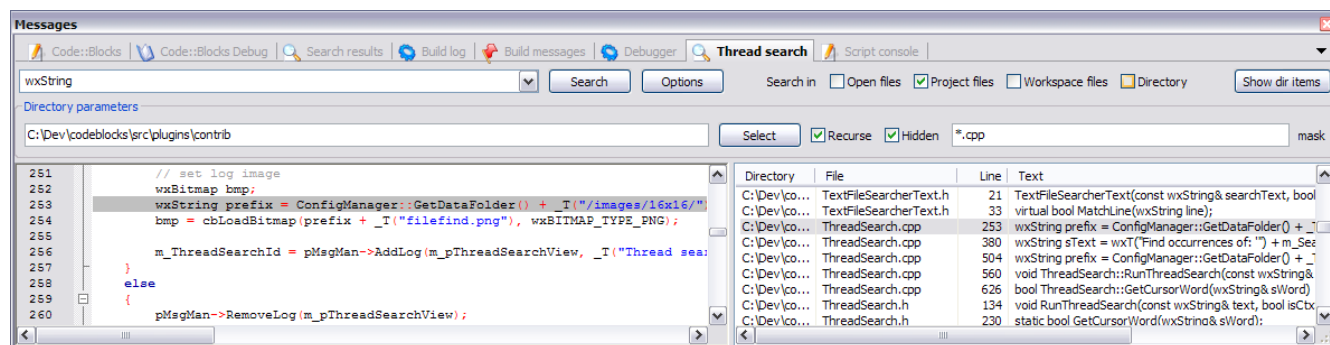 Messages
Code::Blocks Code::Blocks Debug Search results Build log Build messages Debugger Thread search Script console
wxString Search Options Search in Open files Project files Workspace files Directory Show dir items
Directory parameters
C:\Dev\codeblocks\src\plugins\contrib Select Recurse Hidden *.cpp mask
251 // set log image
252 wxBitmap bmp;
253 wxString prefix = ConfigManager::GetDataFolder() + _T("/images/16x16/"
254 bmp = cbLoadBitmap(prefix + _T("filefind.png"), wxBITMAP_TYPE_PNG);
255
256 m_ThreadSearchId = pMsgMan->AddLog(m_pThreadSearchView, _T("Thread sea
257 }
258 else
259 {
260 pMsgMan->RemoveLog(m_pThreadSearchView);
Directory File Line Text
C:\Dev\co... TextFileSearcherText.h 21 TextFileSearcherText(const wxString& searchText, bool
C:\Dev\co... TextFileSearcherText.h 33 virtual bool MatchLine(wxString line);
C:\Dev\co... ThreadSearch.cpp 253 wxString prefix = ConfigManager::GetDataFolder() + _T
C:\Dev\co... ThreadSearch.cpp 380 wxString sText = wxT("Find occurrences of: '") + m_Sea
C:\Dev\co... ThreadSearch.cpp 504 wxString prefix = ConfigManager::GetDataFolder() + _T
C:\Dev\co... ThreadSearch.cpp 560 void ThreadSearch::RunThreadSearch(const wxString&
C:\Dev\co... ThreadSearch.cpp 626 bool ThreadSearch::GetCursorWord(wxString& sWord)
C:\Dev\co... ThreadSearch.h 134 void RunThreadSearch(const wxString& text, bool isCtx
C:\Dev\co... ThreadSearch.h 230 static bool GetCursorWord(wxString& sWord);